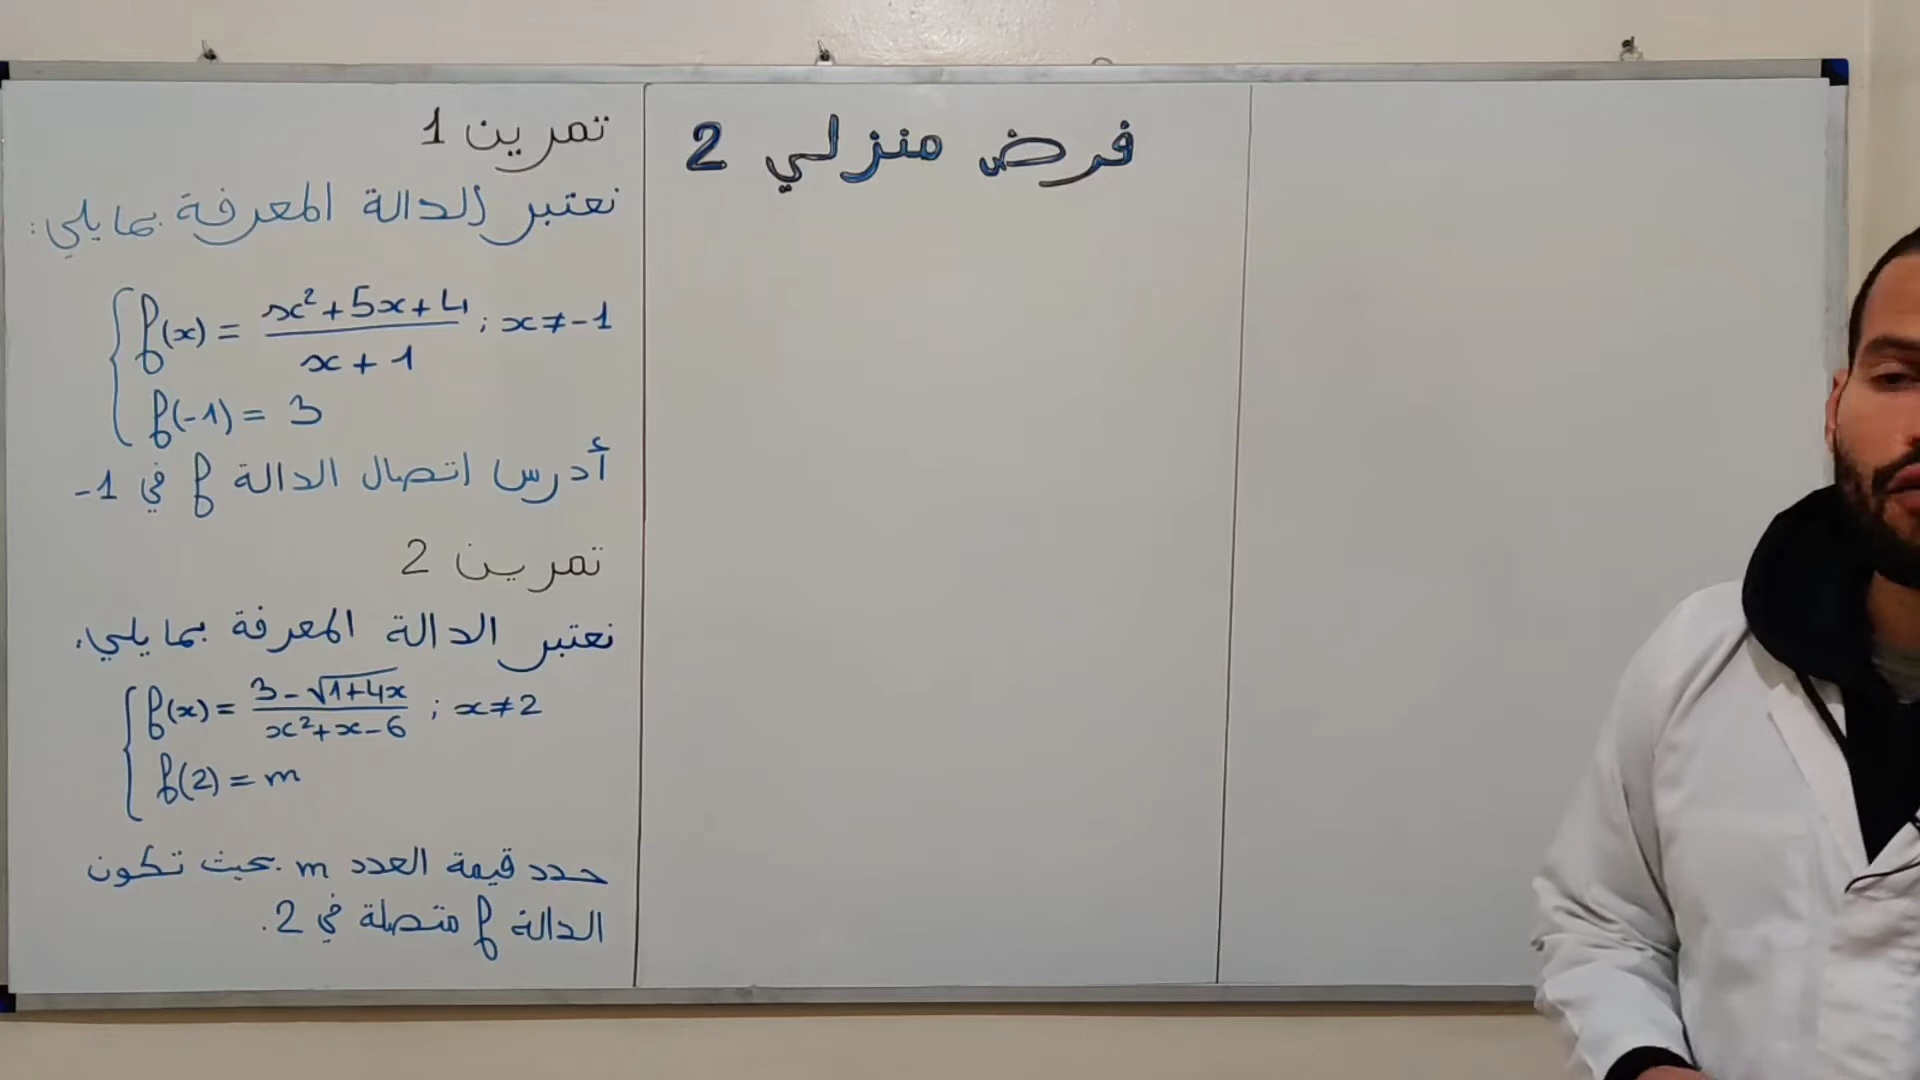 فرض منزلي 2
تمرين 1
نعتبر الدالة المعرفة بما يلي:
f(x) = \frac{x²+5x+4}{x+1} ; x≠-1
f(-1) = 3
أدرس اتصال الدالة f في 1-
تمرين 2
نعتبر الدالة المعرفة بما يلي.
f(x) = \frac{3-√(1+4x)}{x²+x-6} ; x≠2
f(2) = m
حدد قيمة العدد m بحيث تكون
الدالة f متصلة في 2.